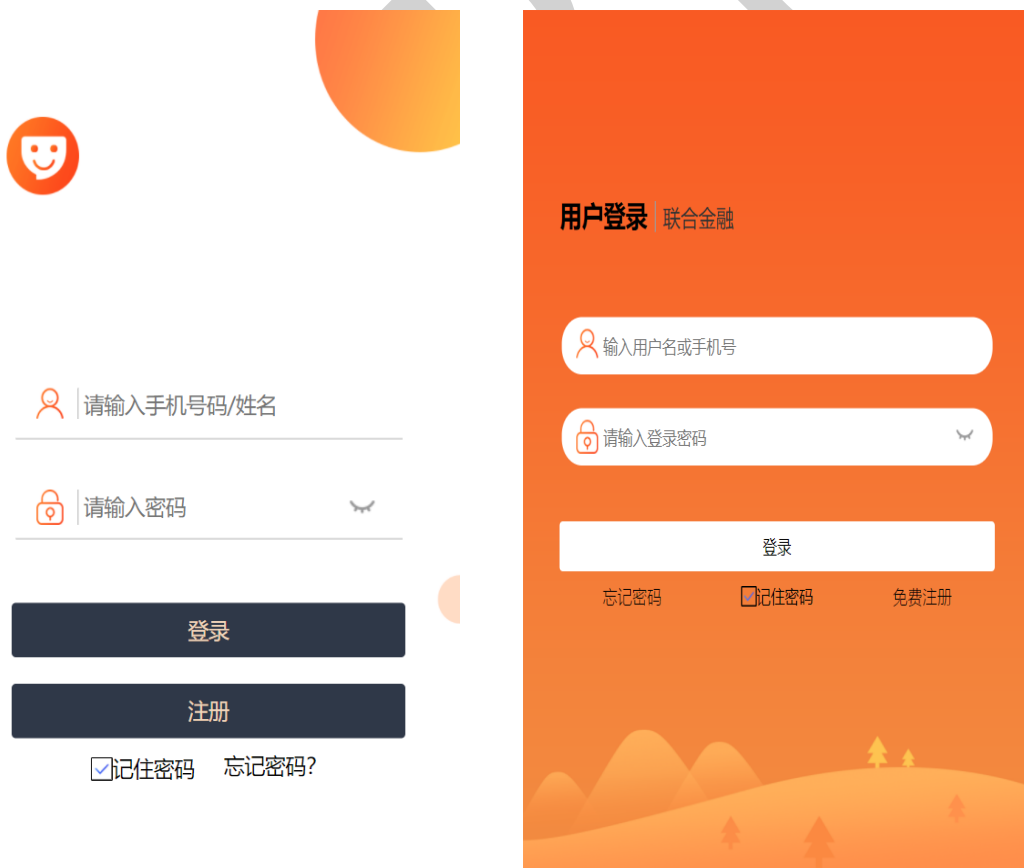 请输入手机号码/姓名
请输入密码
登录
注册
记住密码 忘记密码?
用户登录 联合金融
输入用户名或手机号
请输入登录密码
登录
忘记密码 记住密码 免费注册